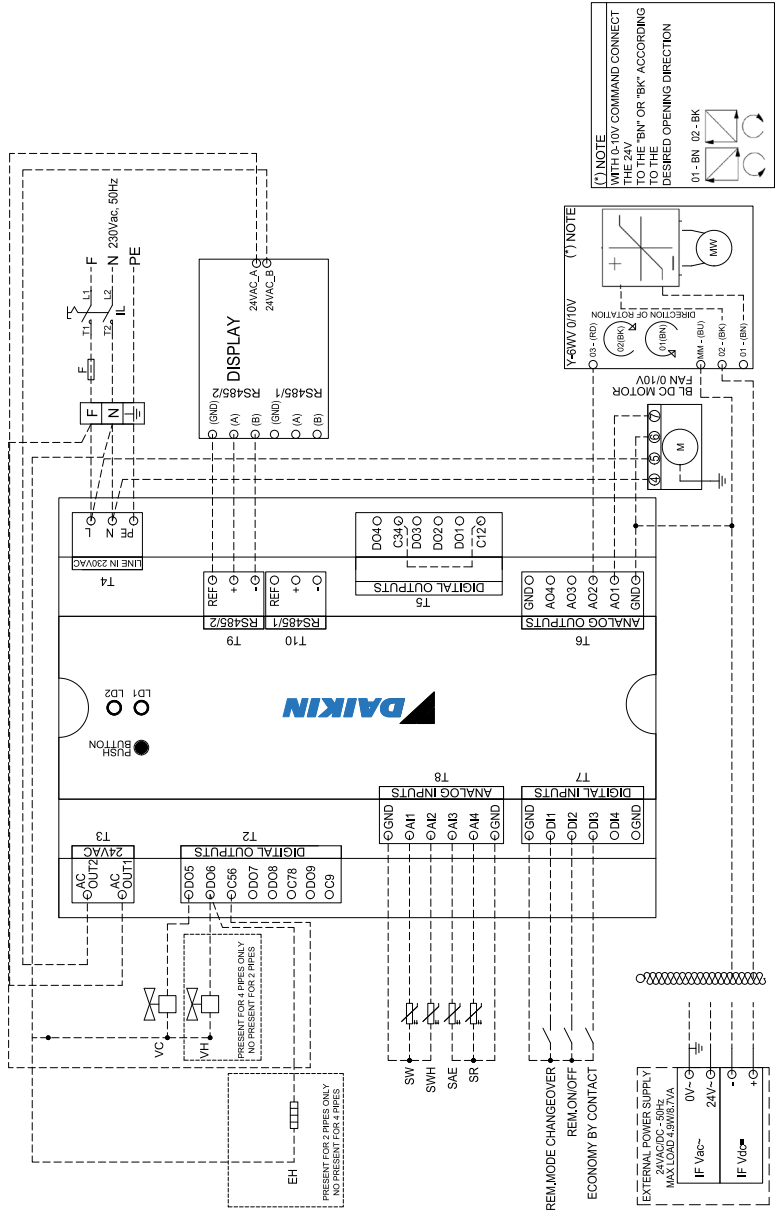 (*) NOTE
WITH 0-10V COMMAND CONNECT
THE 24V
TO THE "BN" OR "BK" ACCORDING
TO THE
DESIRED OPENING DIRECTION
01 - BN 02 - BK
F
N 230Vac, 50Hz
PE
L1
L2
T1
T2
IL
F
F
N
DISPLAY
24VAC_A
24VAC_B
RS485/2
(GND)
(A)
(B)
RS485/1
(GND)
(A)
(B)
Y-6WV 0/10V
(*) NOTE
+
-
MW
DIRECTION OF ROTATION
02(BK)
01(BN)
03 - (RD)
MM - (BU)
02 - (BK)
01 - (BN)
BL DC MOTOR
FAN 0/10V
4
5
6
7
M
T4
LINE IN 230VAC
L
N
PE
T9
RS485/2
REF
+
-
T10
RS485/1
REF
+
-
T5
DIGITAL OUTPUTS
DO4
C34
DO3
DO2
DO1
C12
T6
ANALOG OUTPUTS
GND
AO4
AO3
AO2
AO1
GND
LD2
LD1
PUSH
BUTTON
DAIKIN
T3
24VAC
AC
OUT2
AC
OUT1
T2
DIGITAL OUTPUTS
DO5
DO6
C56
DO7
DO8
C78
DO9
C9
T8
ANALOG INPUTS
GND
AI1
AI2
AI3
AI4
GND
T7
DIGITAL INPUTS
GND
DI1
DI2
DI3
DI4
GND
VC
VH
PRESENT FOR 4 PIPES ONLY
NO PRESENT FOR 2 PIPES
EH
PRESENT FOR 2 PIPES ONLY
NO PRESENT FOR 4 PIPES
SW
SWH
SAE
SR
REM.MODE CHANGEOVER
REM.ON/OFF
ECONOMY BY CONTACT
EXTERNAL POWER SUPPLY
24VAC/DC - 50Hz
MAX LOAD 4.9W/8.7VA
IF Vac~
0V~
24V~
IF Vdc
-
+